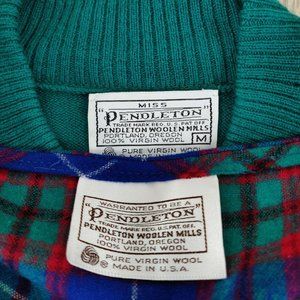 MISS
"PENDLETON"
TRADE MARK REG. U.S. PAT. OFF.
PENDLETON WOOLEN MILLS
PORTLAND, OREGON
100% VIRGIN WOOL M
PURE VIRGIN WOOL
WARRANTED TO BE A
"PENDLETON"
TRADE MARK REG. U.S. PAT. OFF.
PENDLETON WOOLEN MILLS
PORTLAND, OREGON
100% VIRGIN WOOL
PURE VIRGIN WOOL
MADE IN U.S.A.